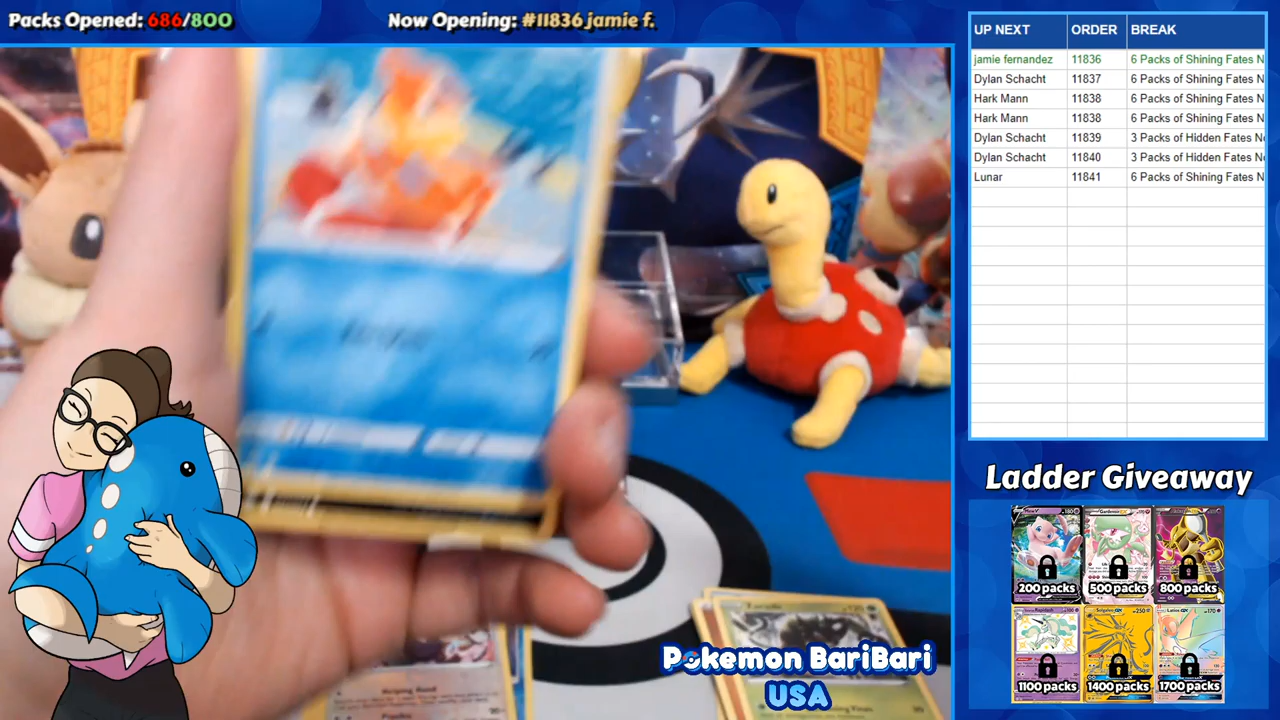 Packs Opened: 686/800
Now Opening: #11836 jamie f.
UP NEXT ORDER BREAK
jamie fernandez 11836 6 Packs of Shining Fates N
Dylan Schacht 11837 6 Packs of Shining Fates N
Hark Mann 11838 6 Packs of Shining Fates N
Hark Mann 11838 6 Packs of Shining Fates N
Dylan Schacht 11839 3 Packs of Hidden Fates Ne
Dylan Schacht 11840 3 Packs of Hidden Fates Ne
Lunar 11841 6 Packs of Shining Fates N
Ladder Giveaway
200 packs 500 packs 800 packs
1100 packs 1400 packs 1700 packs
Helping Hand
Pokemon BariBari
USA